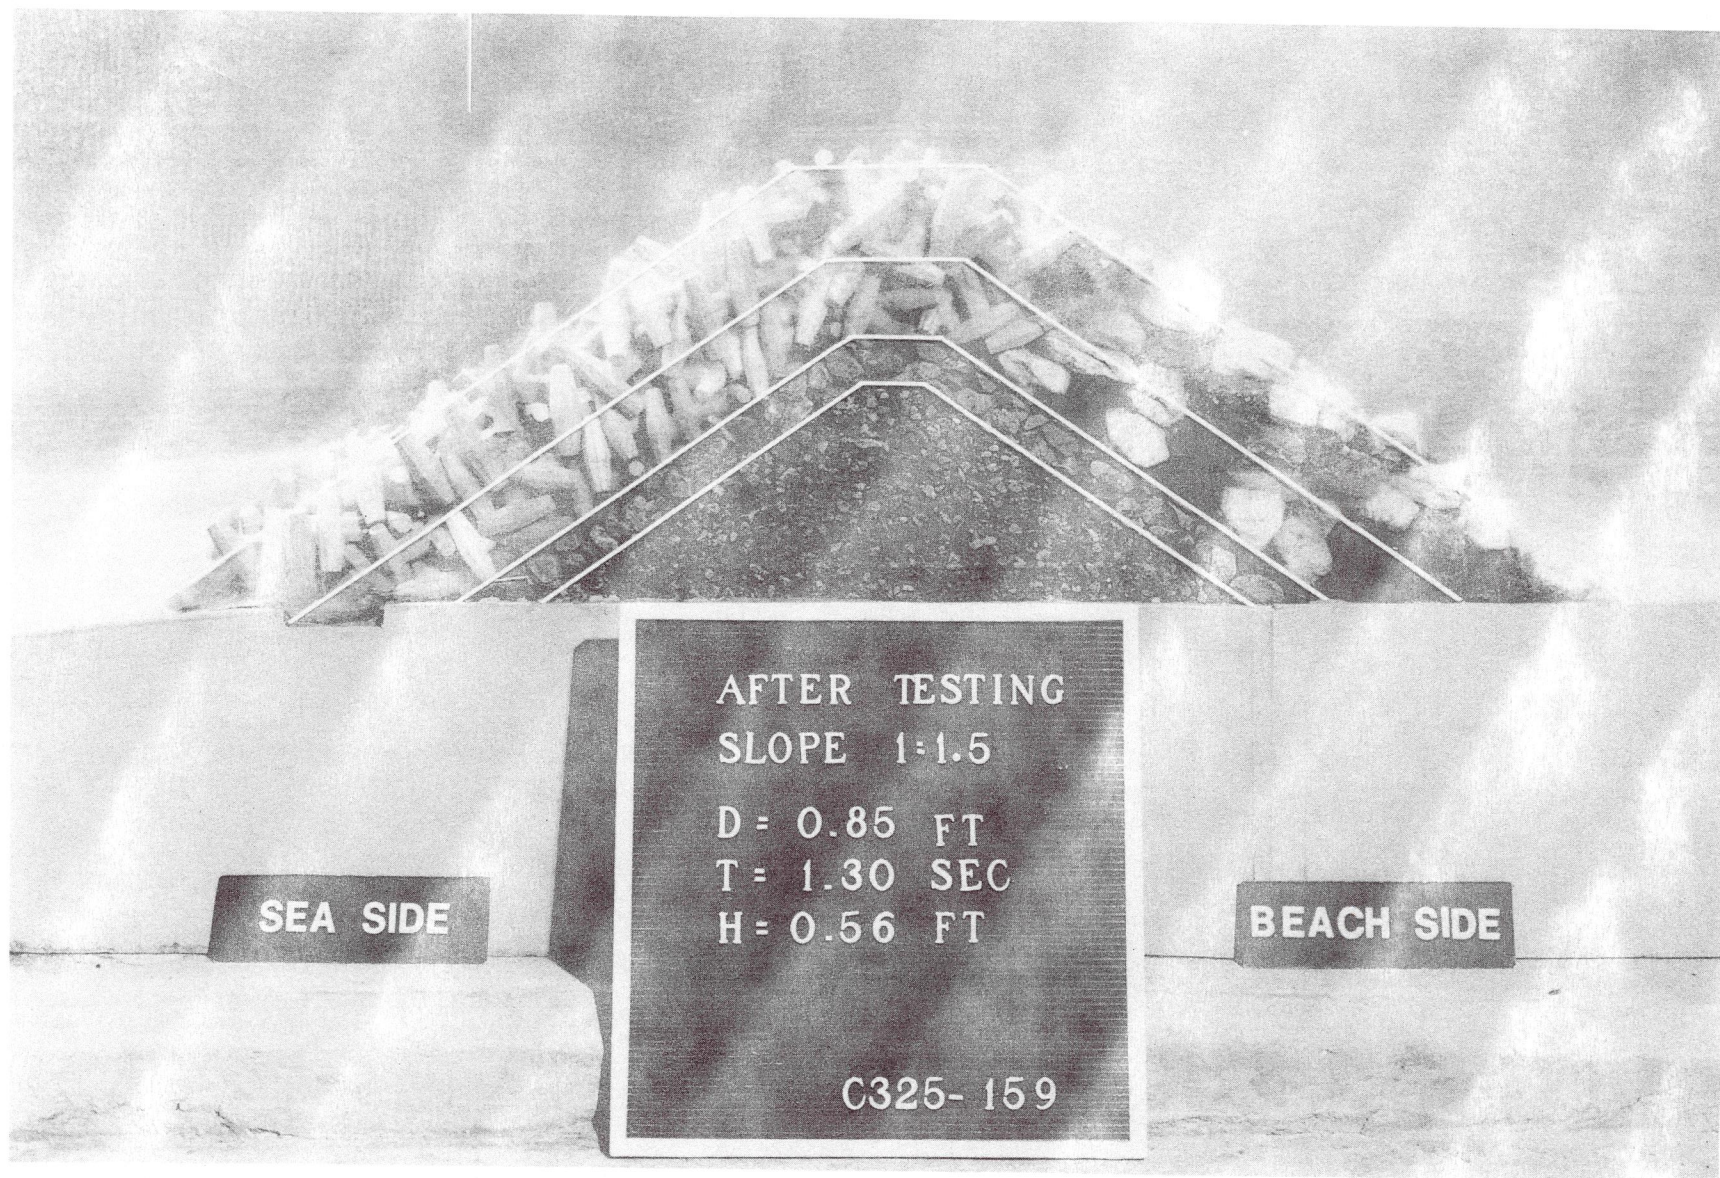 AFTER TESTING
SLOPE 1:1.5
D = 0.85 FT
T = 1.30 SEC
H = 0.56 FT
SEA SIDE
BEACH SIDE
C325-159